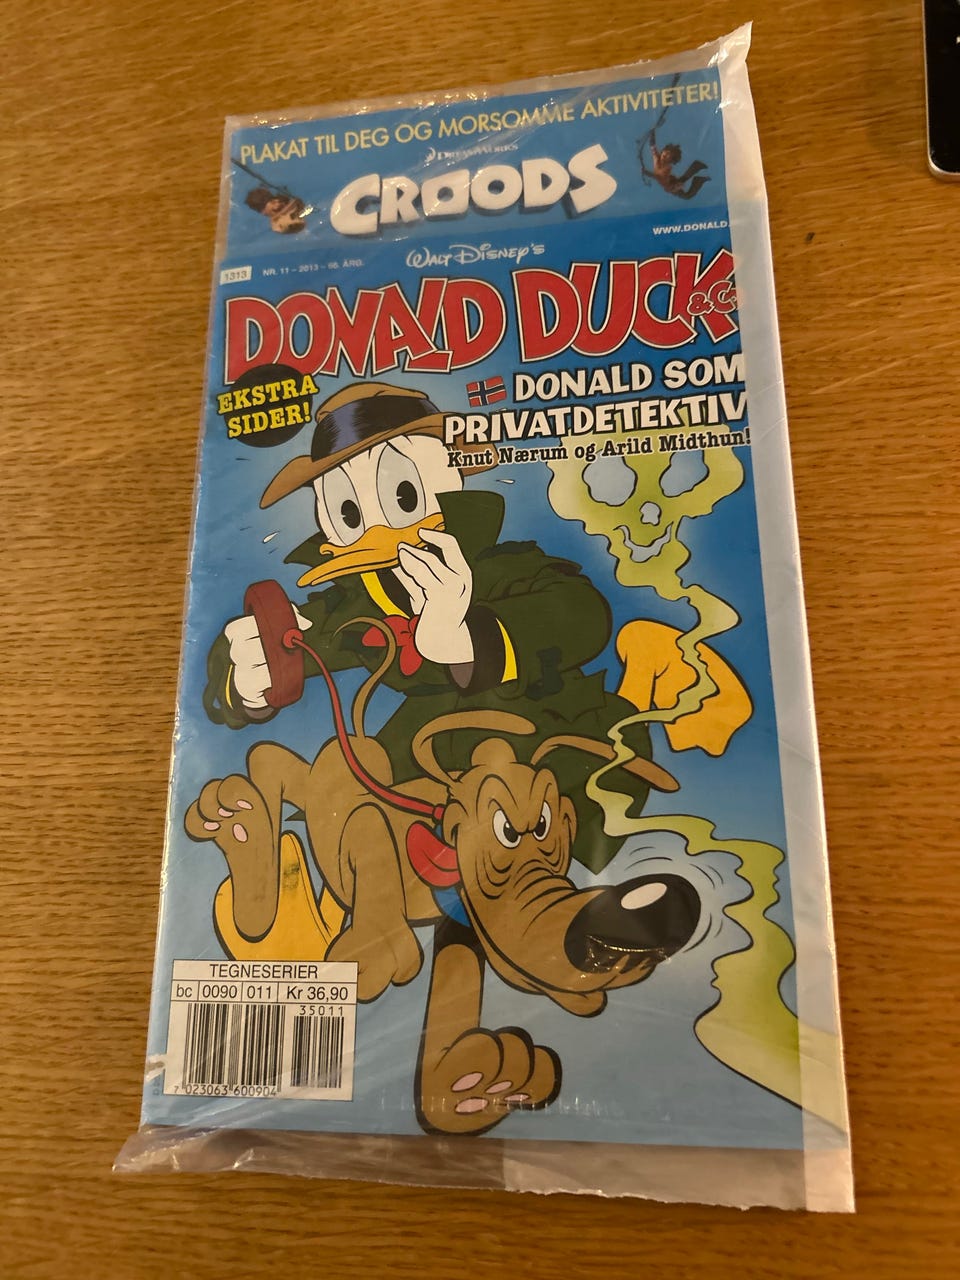 PLAKAT TIL DEG OG MORSOMME AKTIVITETER!
DREAMWORKS
CROODS
WWW.DONALD.
1313
NR. 11 – 2013 – 66. ÅRG.
WALT DISNEY'S
DONALD DUCK
& Co.
EKSTRA
SIDER!
DONALD SOM
PRIVATDETEKTIV
Knut Nærum og Arild Midthun!
TEGNESERIER
bc 0090 011 Kr 36,90
35011
7 023063 600904